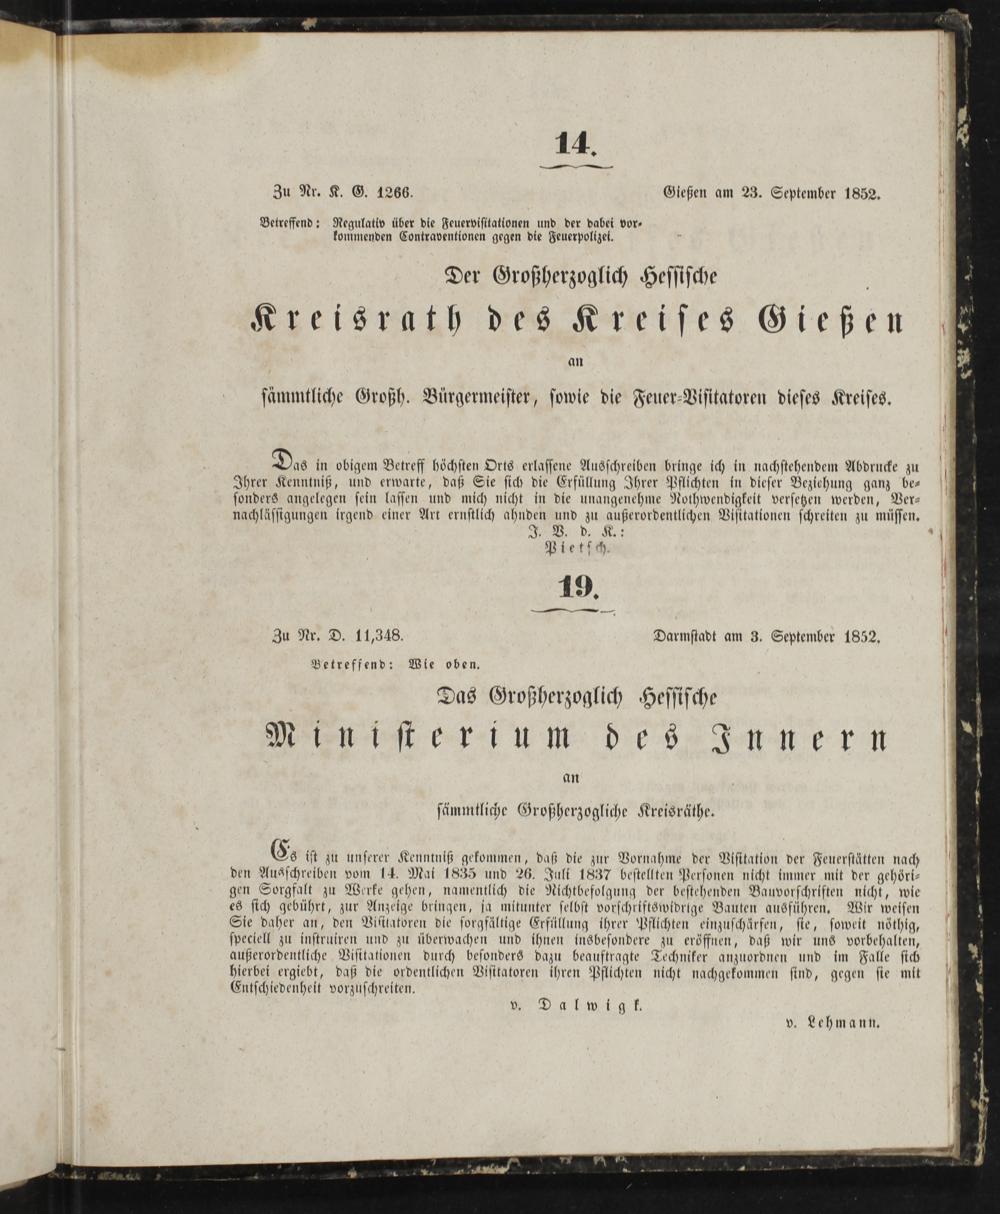 14.
Zu Nr. K. G. 1266. Gießen am 23. September 1852.
Betreffend: Regulativ über die Feuervisitationen und der dabei vor-
kommenden Contraventionen gegen die Feuerpolizei.
Der Großherzoglich Hessische
Kreisrath des Kreises Gießen
an
sämmtliche Großh. Bürgermeister, sowie die Feuer-Visitatoren dieses Kreises.
Das in obigem Betreff höchsten Orts erlassene Ausschreiben bringe ich in nachstehendem Abdrucke zu
Ihrer Kenntniß, und erwarte, daß Sie sich die Erfüllung Ihrer Pflichten in dieser Beziehung ganz be-
sonders angelegen sein lassen und mich nicht in die unangenehme Nothwendigkeit versetzen werden, Ver-
nachlässigungen irgend einer Art ernstlich ahnden und zu außerordentlichen Visitationen schreiten zu müssen.
J. V. d. K.:
Pietsch.
19.
Zu Nr. D. 11,348. Darmstadt am 3. September 1852.
Betreffend: Wie oben.
Das Großherzoglich Hessische
Ministerium des Innern
an
sämmtliche Großherzogliche Kreisräthe.
Es ist zu unserer Kenntniß gekommen, daß die zur Vornahme der Visitation der Feuerstätten nach
den Ausschreiben vom 14. Mai 1835 und 26. Juli 1837 bestellten Personen nicht immer mit der gehöri-
gen Sorgfalt zu Werke gehen, namentlich die Nichtbefolgung der bestehenden Bauvorschriften nicht, wie
es sich gebührt, zur Anzeige bringen, ja mitunter selbst vorschriftswidrige Bauten ausführen. Wir weisen
Sie daher an, den Visitatoren die sorgfältige Erfüllung ihrer Pflichten einzuschärfen, sie, soweit nöthig,
speciell zu instruiren und zu überwachen und ihnen insbesondere zu eröffnen, daß wir uns vorbehalten,
außerordentliche Visitationen durch besonders dazu beauftragte Techniker anzuordnen und im Falle sich
hierbei ergiebt, daß die ordentlichen Visitatoren ihren Pflichten nicht nachgekommen sind, gegen sie mit
Entschiedenheit vorzuschreiten.
v. Dalwigk.
v. Lehmann.